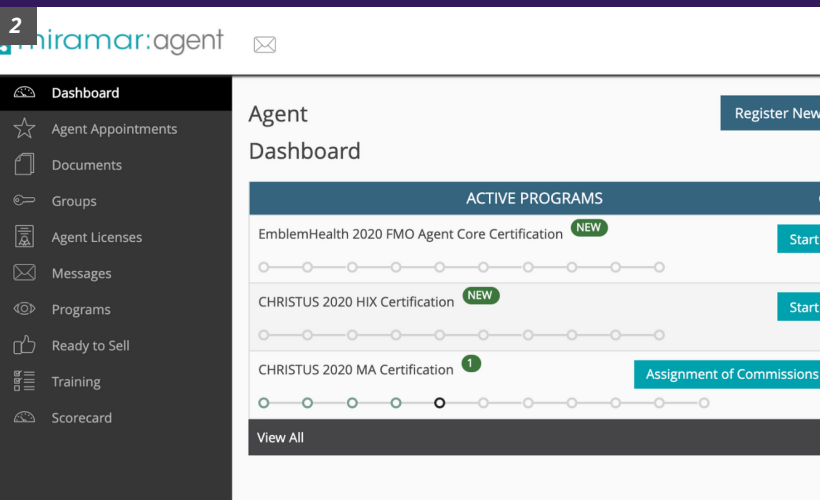 2
miramar:agent
Dashboard
Agent Appointments
Documents
Groups
Agent Licenses
Messages
Programs
Ready to Sell
Training
Scorecard
Agent
Dashboard
Register New
ACTIVE PROGRAMS
EmblemHealth 2020 FMO Agent Core Certification NEW
Start
CHRISTUS 2020 HIX Certification NEW
Start
CHRISTUS 2020 MA Certification 1
Assignment of Commissions
View All